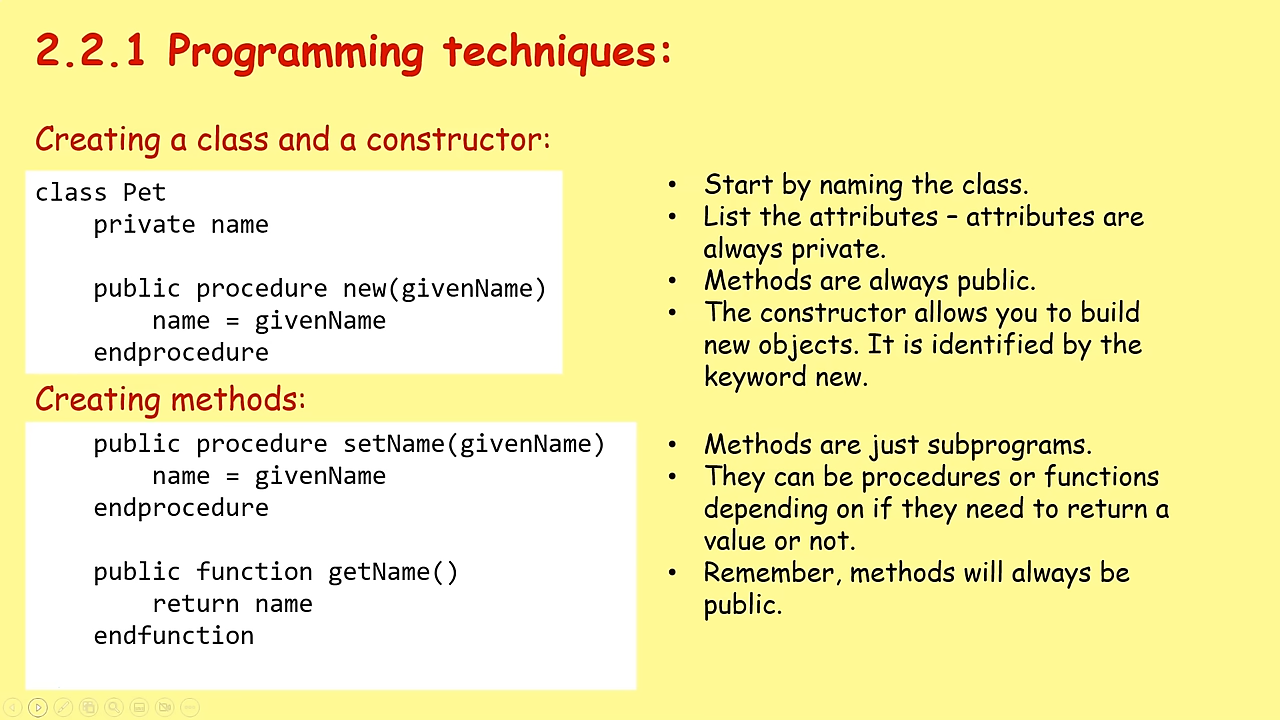 2.2.1 Programming techniques:
Creating a class and a constructor:
class Pet
private name
public procedure new(givenName)
name = givenName
endprocedure
• Start by naming the class.
• List the attributes – attributes are
always private.
• Methods are always public.
• The constructor allows you to build
new objects. It is identified by the
keyword new.
Creating methods:
public procedure setName(givenName)
name = givenName
endprocedure
public function getName()
return name
endfunction
• Methods are just subprograms.
• They can be procedures or functions
depending on if they need to return a
value or not.
• Remember, methods will always be
public.